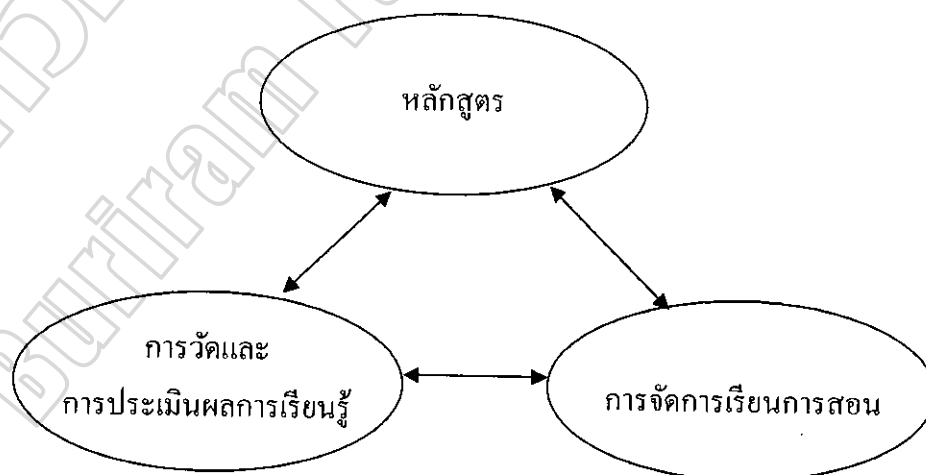 หลักสูตร
การวัดและ
การประเมินผลการเรียนรู้
การจัดการเรียนการสอน
Buriram